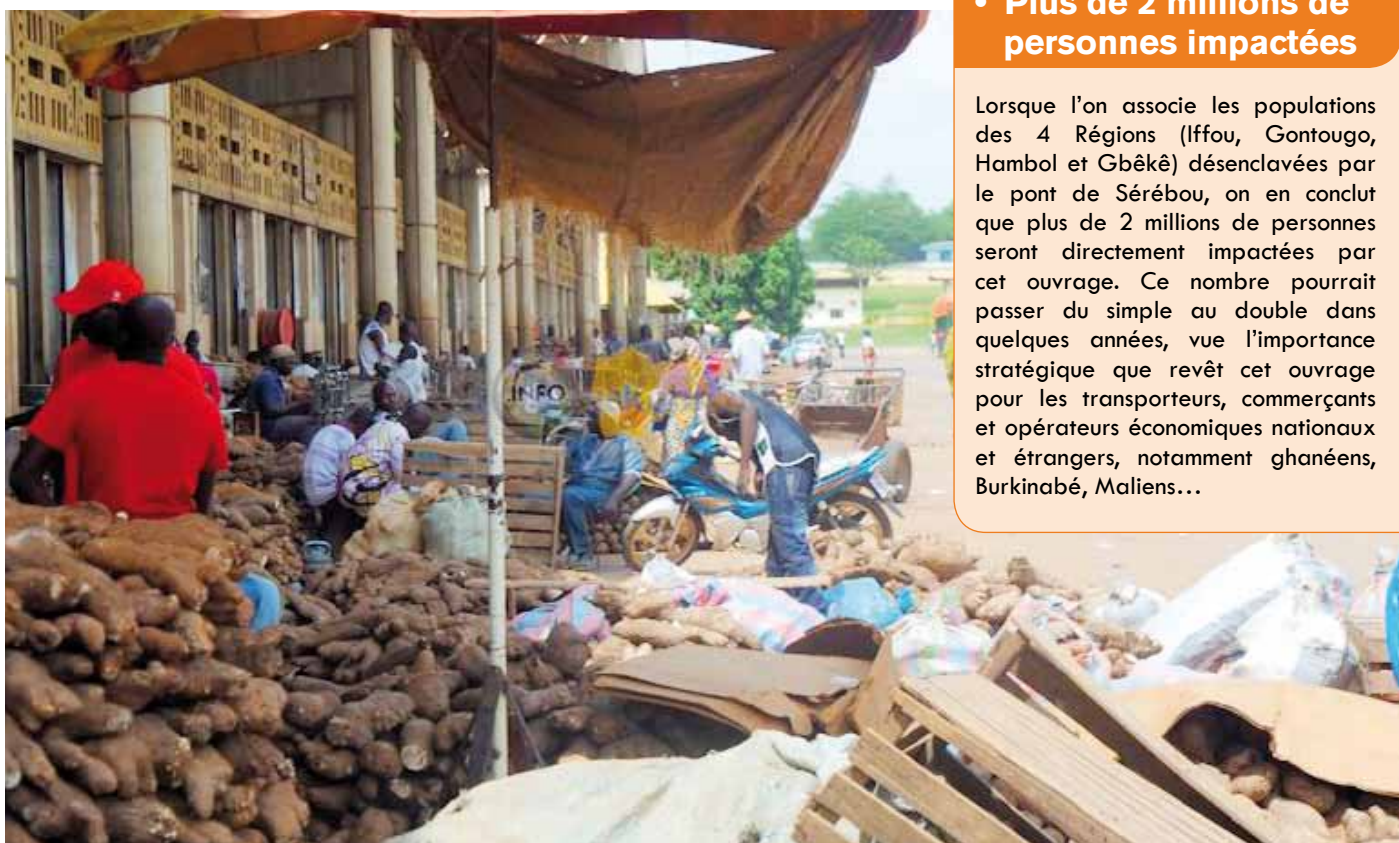 • Plus de 2 millions de
personnes impactées
Lorsque l'on associe les populations
des 4 Régions (Iffou, Gontougo,
Hambol et Gbêkê) désenclavées par
le pont de Sérébou, on en conclut
que plus de 2 millions de personnes
seront directement impactées par
cet ouvrage. Ce nombre pourrait
passer du simple au double dans
quelques années, vue l'importance
stratégique que revêt cet ouvrage
pour les transporteurs, commerçants
et opérateurs économiques nationaux
et étrangers, notamment ghanéens,
Burkinabé, Maliens…
.INFO